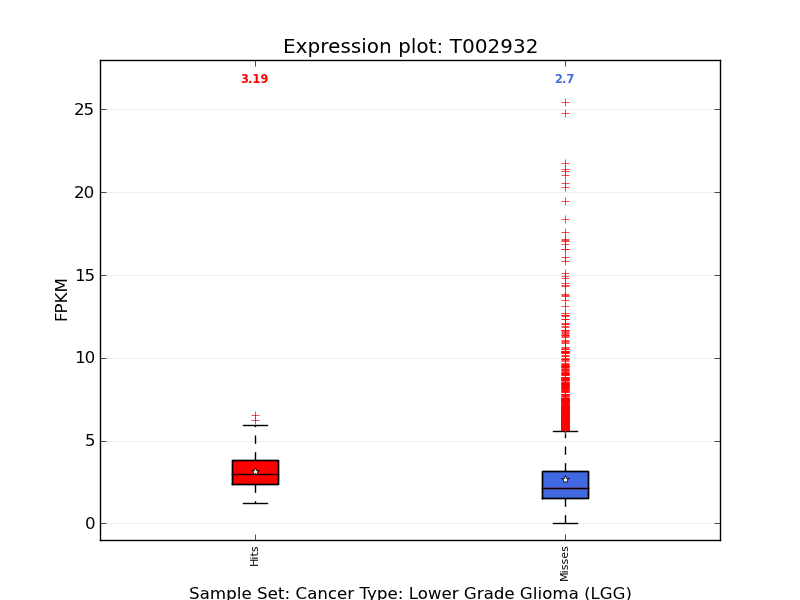 Expression plot: T002932
3.19
2.7
25
20
15
10
5
0
FPKM
Hits
Misses
Sample Set: Cancer Type: Lower Grade Glioma (LGG)